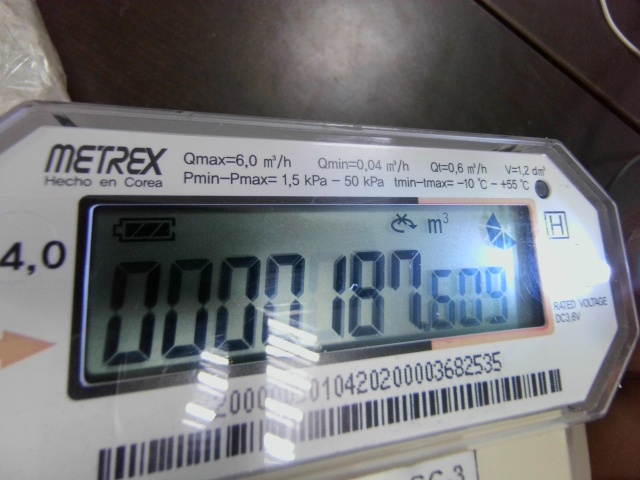 METREX
Hecho en Corea
Qmax=6,0 m³/h Qmin=0,04 m³/h Qt=0,6 m³/h V=1,2 dm³
Pmin-Pmax= 1,5 kPa - 50 kPa tmin-tmax= -10 °C - +55 °C
4,0
m³
H
0000187.609
RATED VOLTAGE
DC3,6V
010420200003682535